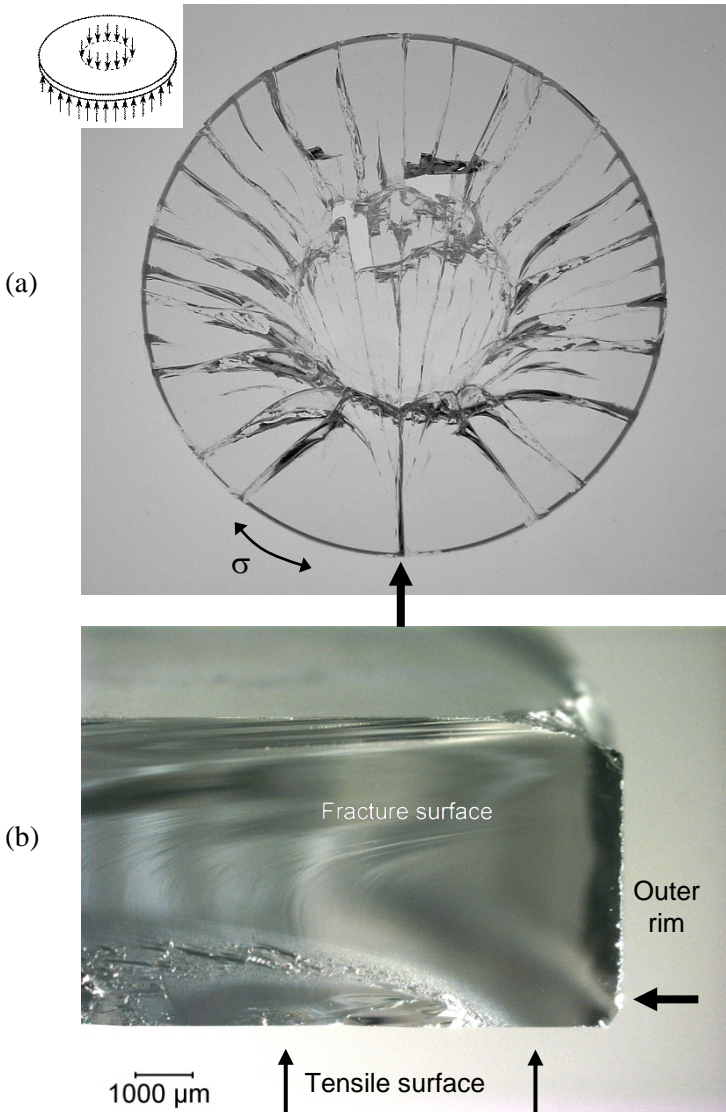 (a)
σ
(b)
Fracture surface
Outer
rim
1000 μm
Tensile surface